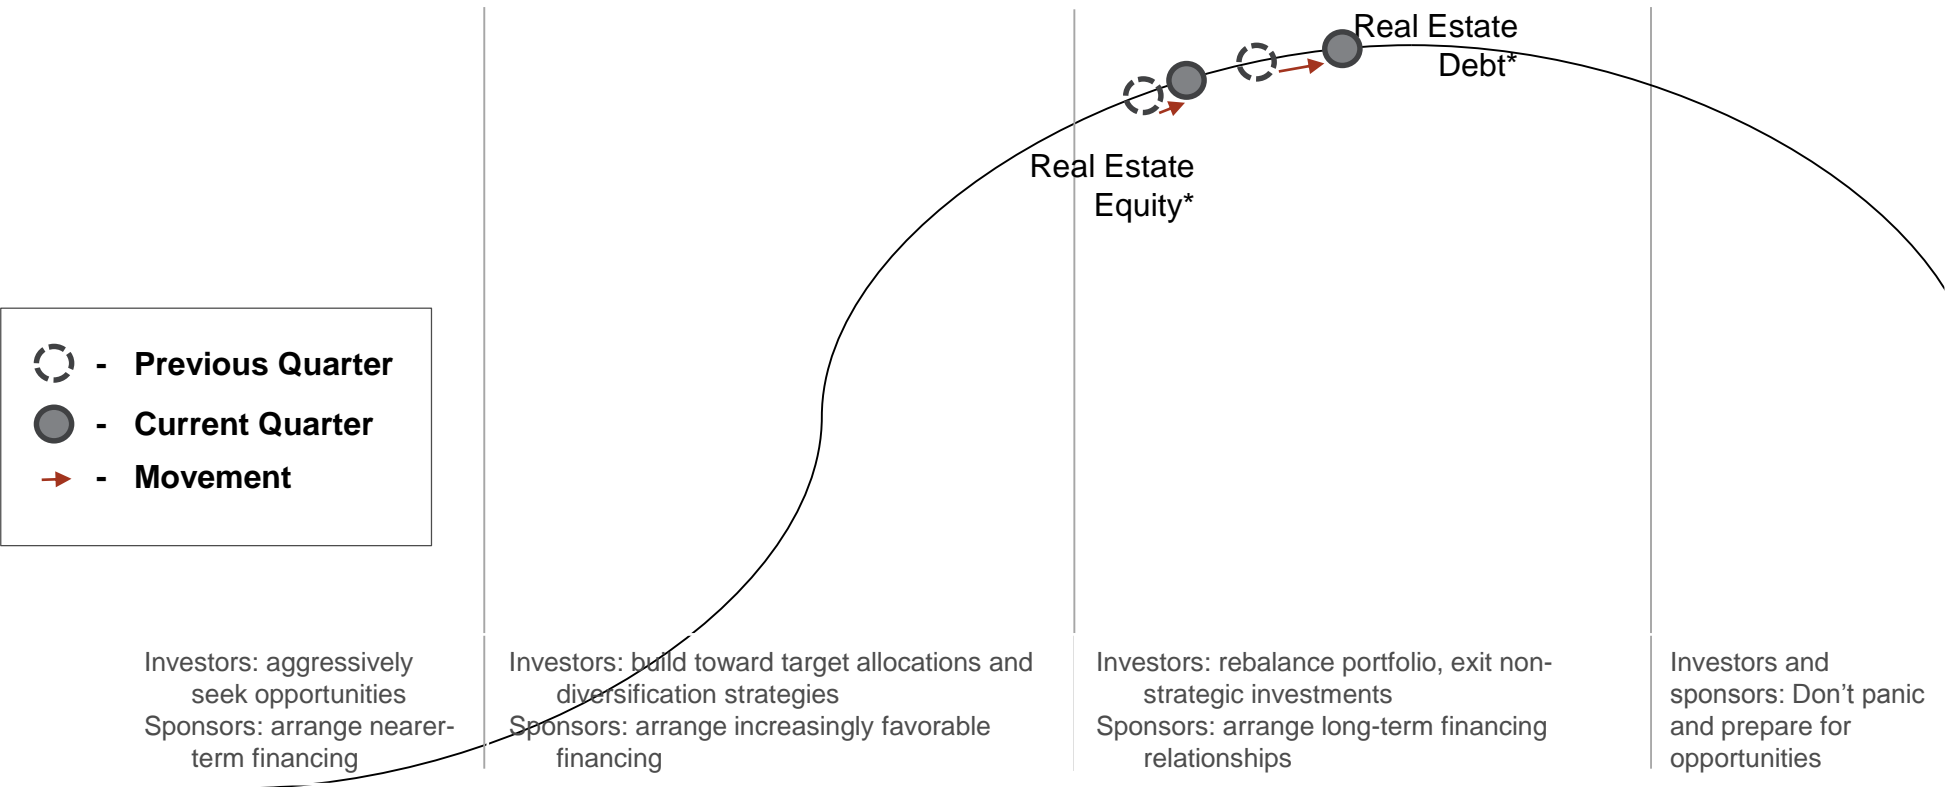 Real Estate
Debt*
Real Estate
Equity*
- Previous Quarter
- Current Quarter
- Movement
Investors: aggressively
seek opportunities
Sponsors: arrange nearer-
term financing
Investors: build toward target allocations and
diversification strategies
Sponsors: arrange increasingly favorable
financing
Investors: rebalance portfolio, exit non-
strategic investments
Sponsors: arrange long-term financing
relationships
Investors and
sponsors: Don’t panic
and prepare for
opportunities